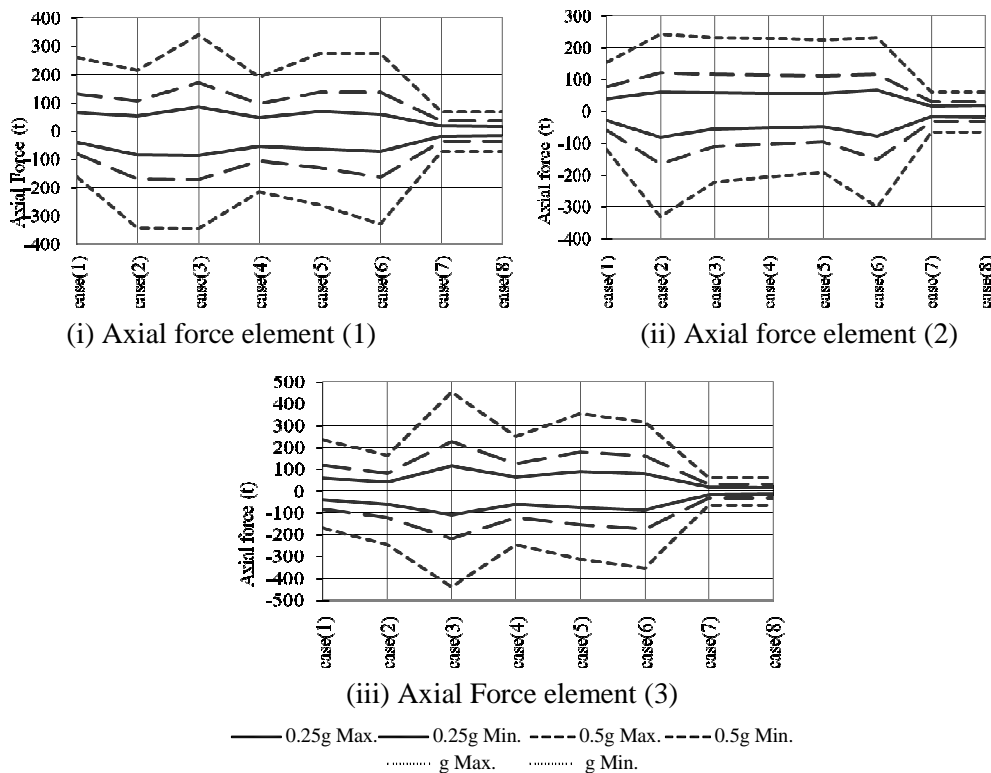 400
300
200
100
0
-100
-200
-300
-400
Axial Force (t)
case(1)
case(2)
case(3)
case(4)
case(5)
case(6)
case(7)
case(8)
(i) Axial force element (1)
300
200
100
0
-100
-200
-300
-400
Axial force (t)
case(1)
case(2)
case(3)
case(4)
case(5)
case(6)
case(7)
case(8)
(ii) Axial force element (2)
500
400
300
200
100
0
-100
-200
-300
-400
-500
Axial force (t)
case(1)
case(2)
case(3)
case(4)
case(5)
case(6)
case(7)
case(8)
(iii) Axial Force element (3)
0.25g Max. 0.25g Min. 0.5g Max. 0.5g Min.
g Max. g Min.